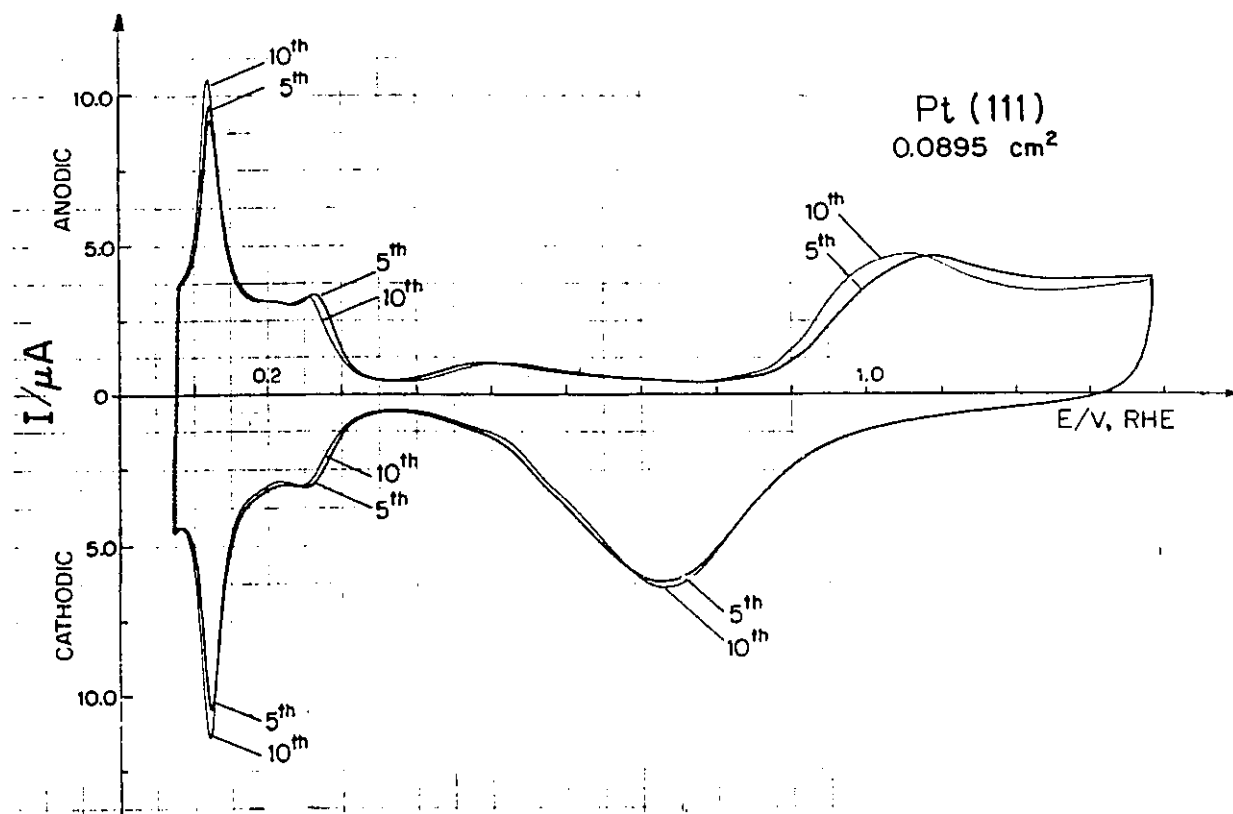 10th
5th
10.0
Pt (111)
0.0895 cm²
ANODIC
10th
5th
5.0
5th
10th
I/μA
0.2
1.0
0
E/V, RHE
10th
5th
5.0
5th
10th
CATHODIC
10.0
5th
10th